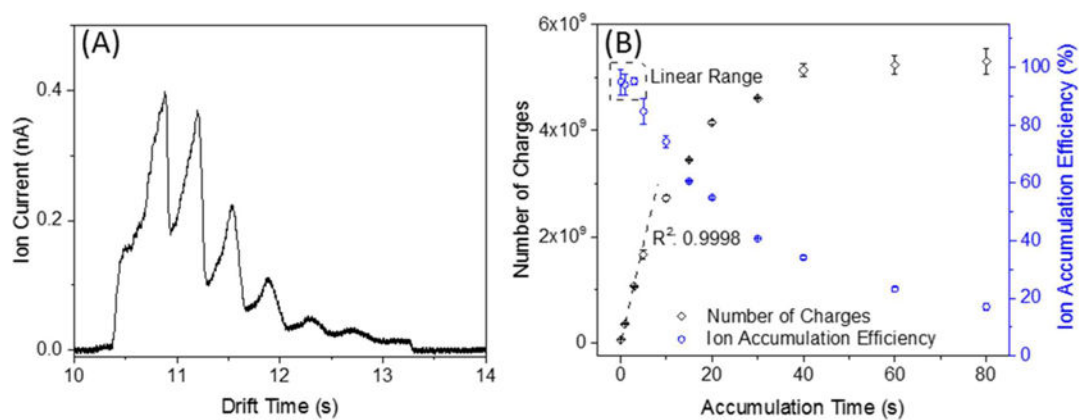 (A)
0.4
0.2
0.0
Ion Current (nA)
10
11
12
13
14
Drift Time (s)
(B)
6x10⁹
4x10⁹
2x10⁹
0
Number of Charges
Linear Range
R²: 0.9998
Number of Charges
Ion Accumulation Efficiency
0
20
40
60
80
Accumulation Time (s)
100
80
60
40
20
0
Ion Accumulation Efficiency (%)